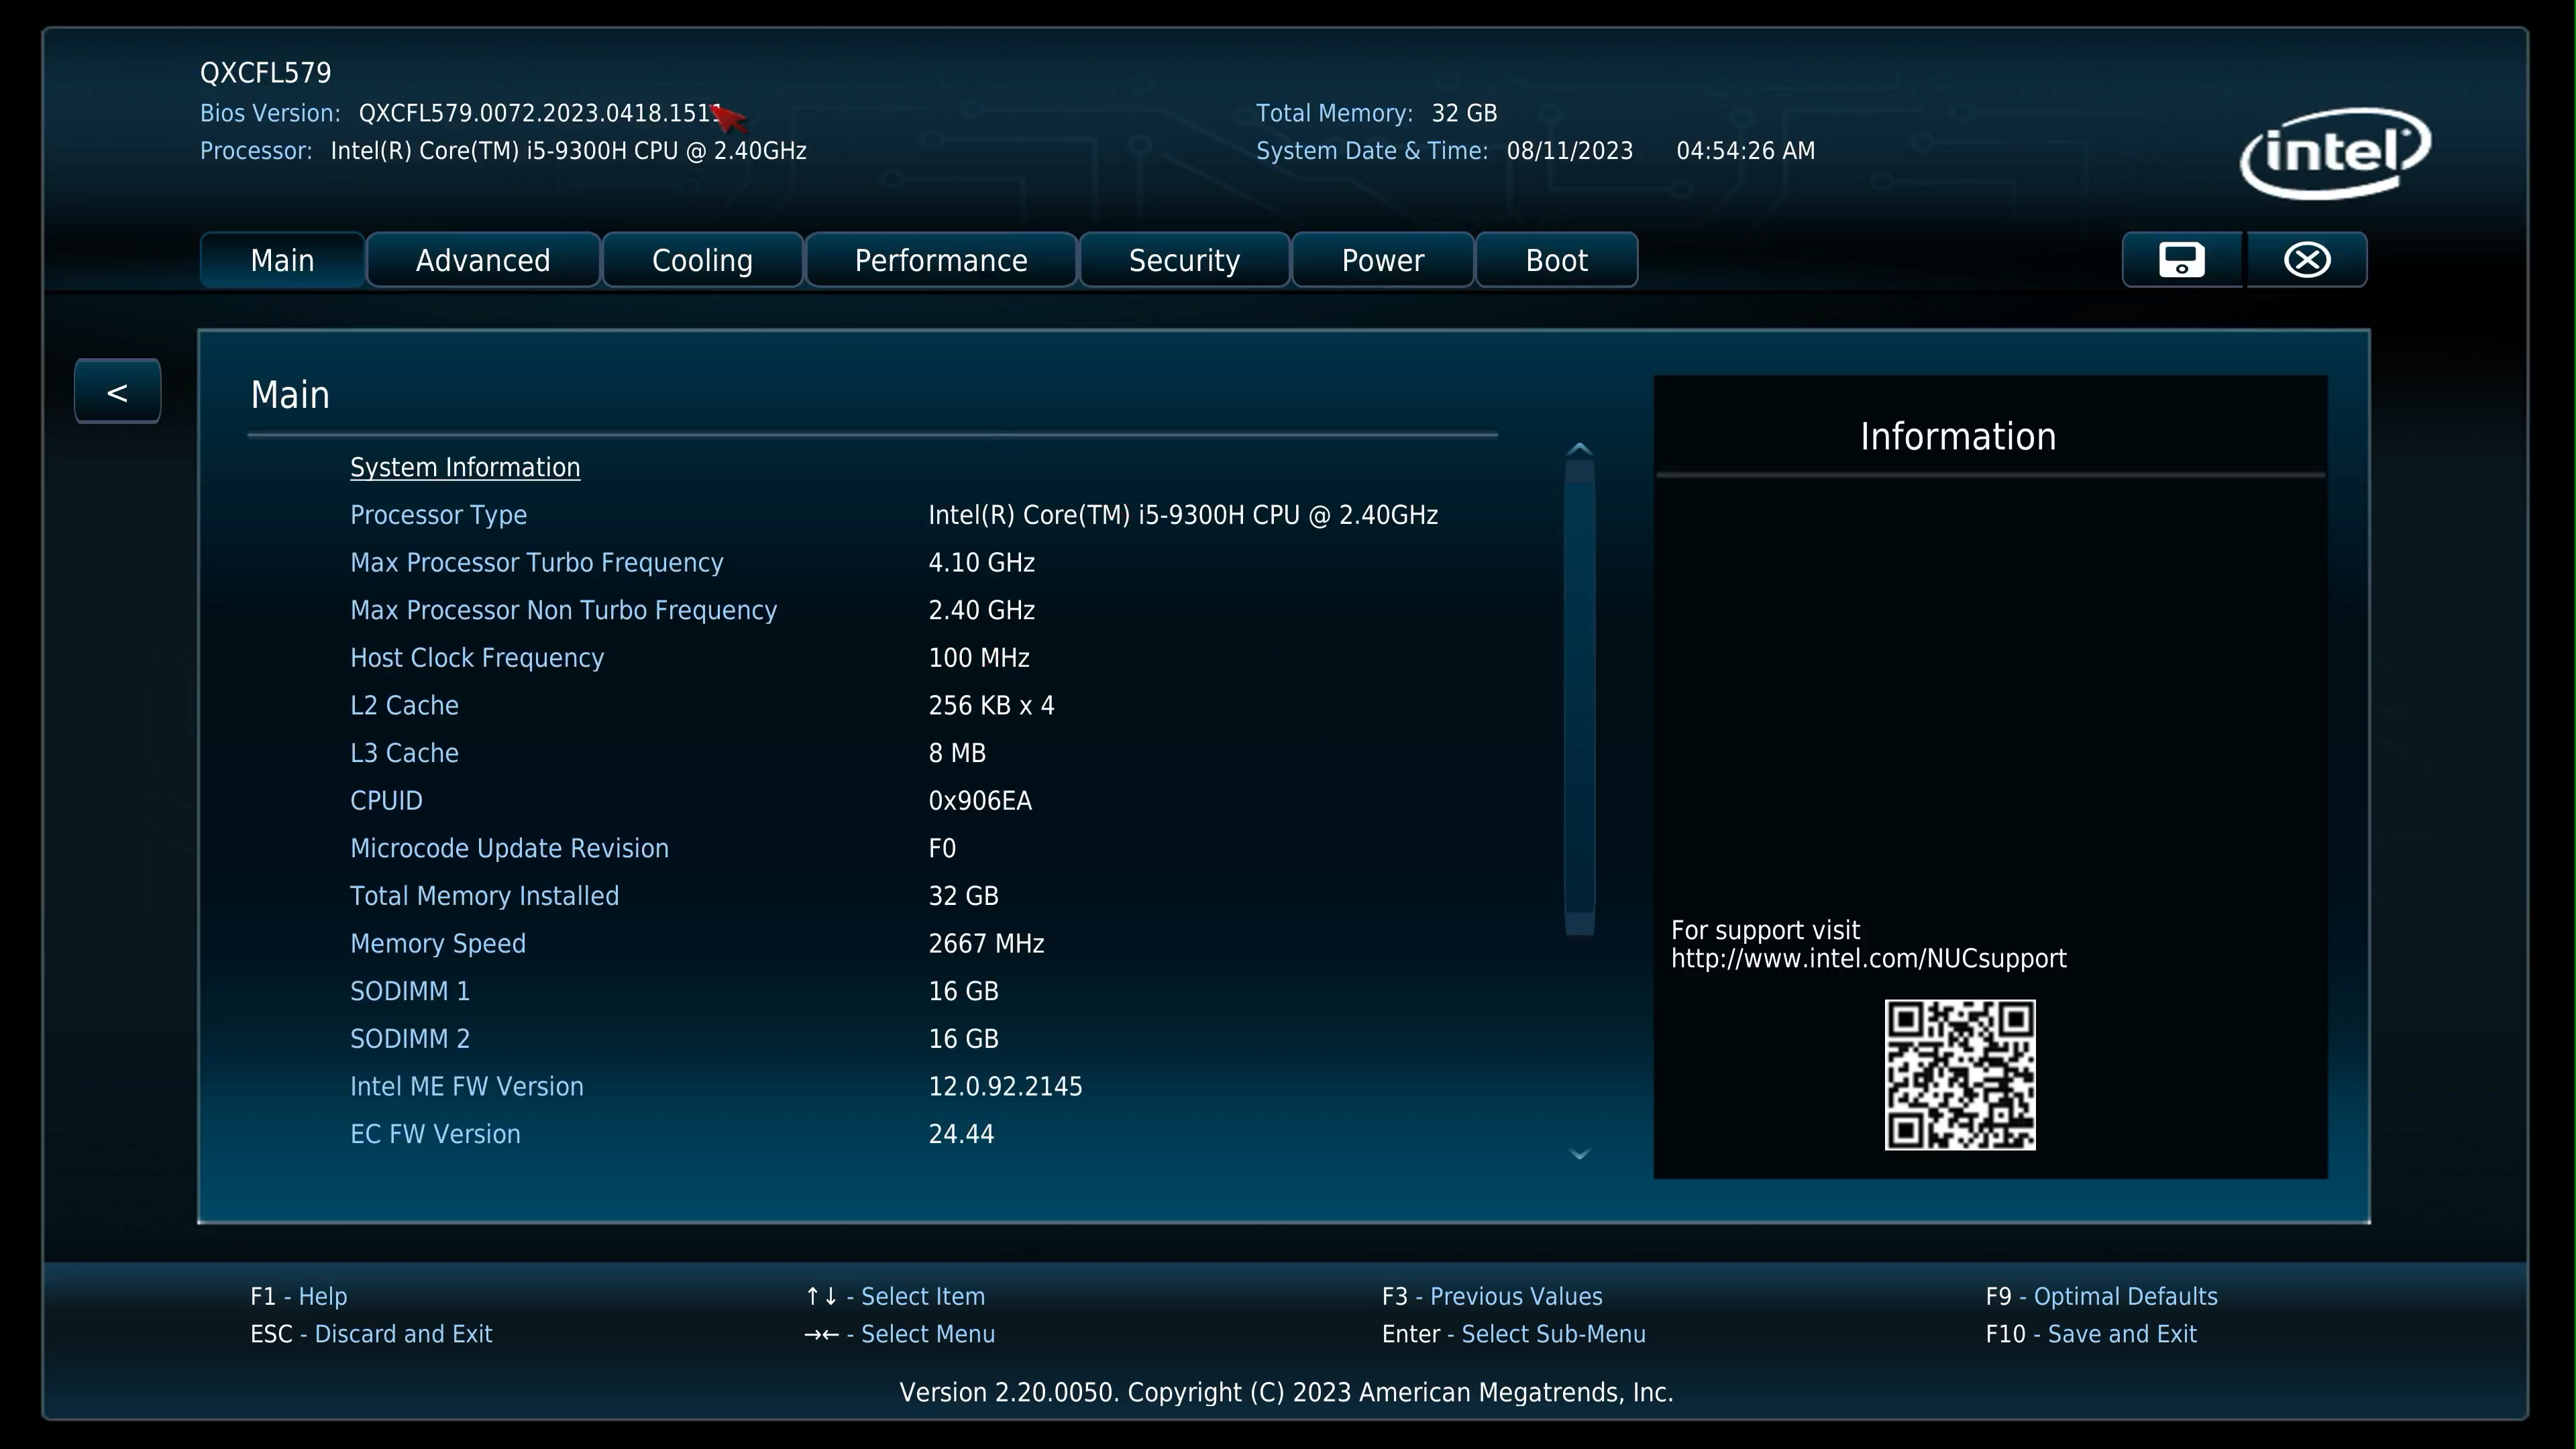 QXCFL579
Bios Version: QXCFL579.0072.2023.0418.1511
Total Memory: 32 GB
Processor: Intel(R) Core(TM) i5-9300H CPU @ 2.40GHz
System Date & Time: 08/11/2023 04:54:26 AM
intel
Main Advanced Cooling Performance Security Power Boot
<
Main
System Information
Processor Type Intel(R) Core(TM) i5-9300H CPU @ 2.40GHz
Max Processor Turbo Frequency 4.10 GHz
Max Processor Non Turbo Frequency 2.40 GHz
Host Clock Frequency 100 MHz
L2 Cache 256 KB x 4
L3 Cache 8 MB
CPUID 0x906EA
Microcode Update Revision F0
Total Memory Installed 32 GB
Memory Speed 2667 MHz
SODIMM 1 16 GB
SODIMM 2 16 GB
Intel ME FW Version 12.0.92.2145
EC FW Version 24.44
Information
For support visit
http://www.intel.com/NUCsupport
F1 - Help ↑↓ - Select Item F3 - Previous Values F9 - Optimal Defaults
ESC - Discard and Exit →← - Select Menu Enter - Select Sub-Menu F10 - Save and Exit
Version 2.20.0050. Copyright (C) 2023 American Megatrends, Inc.